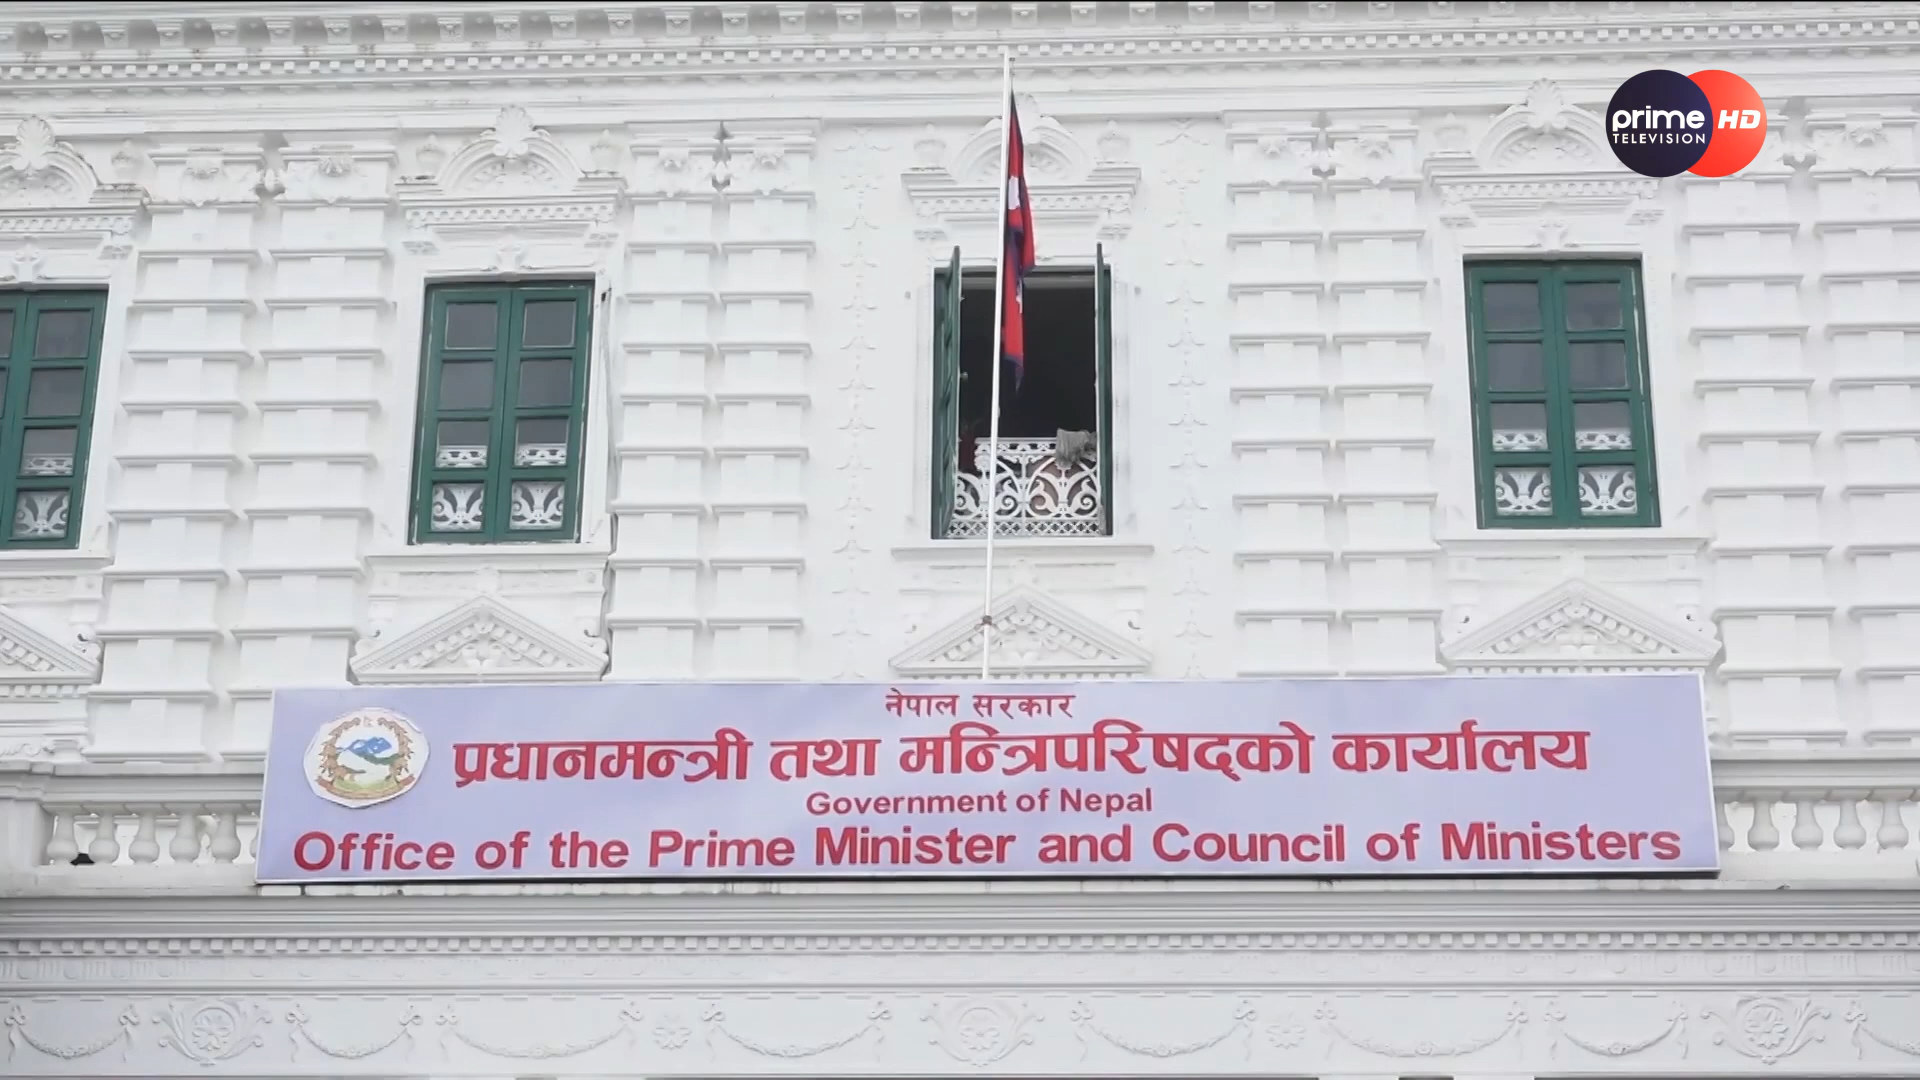 prime HD
TELEVISION
नेपाल सरकार
प्रधानमन्त्री तथा मन्त्रिपरिषद्को कार्यालय
Government of Nepal
Office of the Prime Minister and Council of Ministers